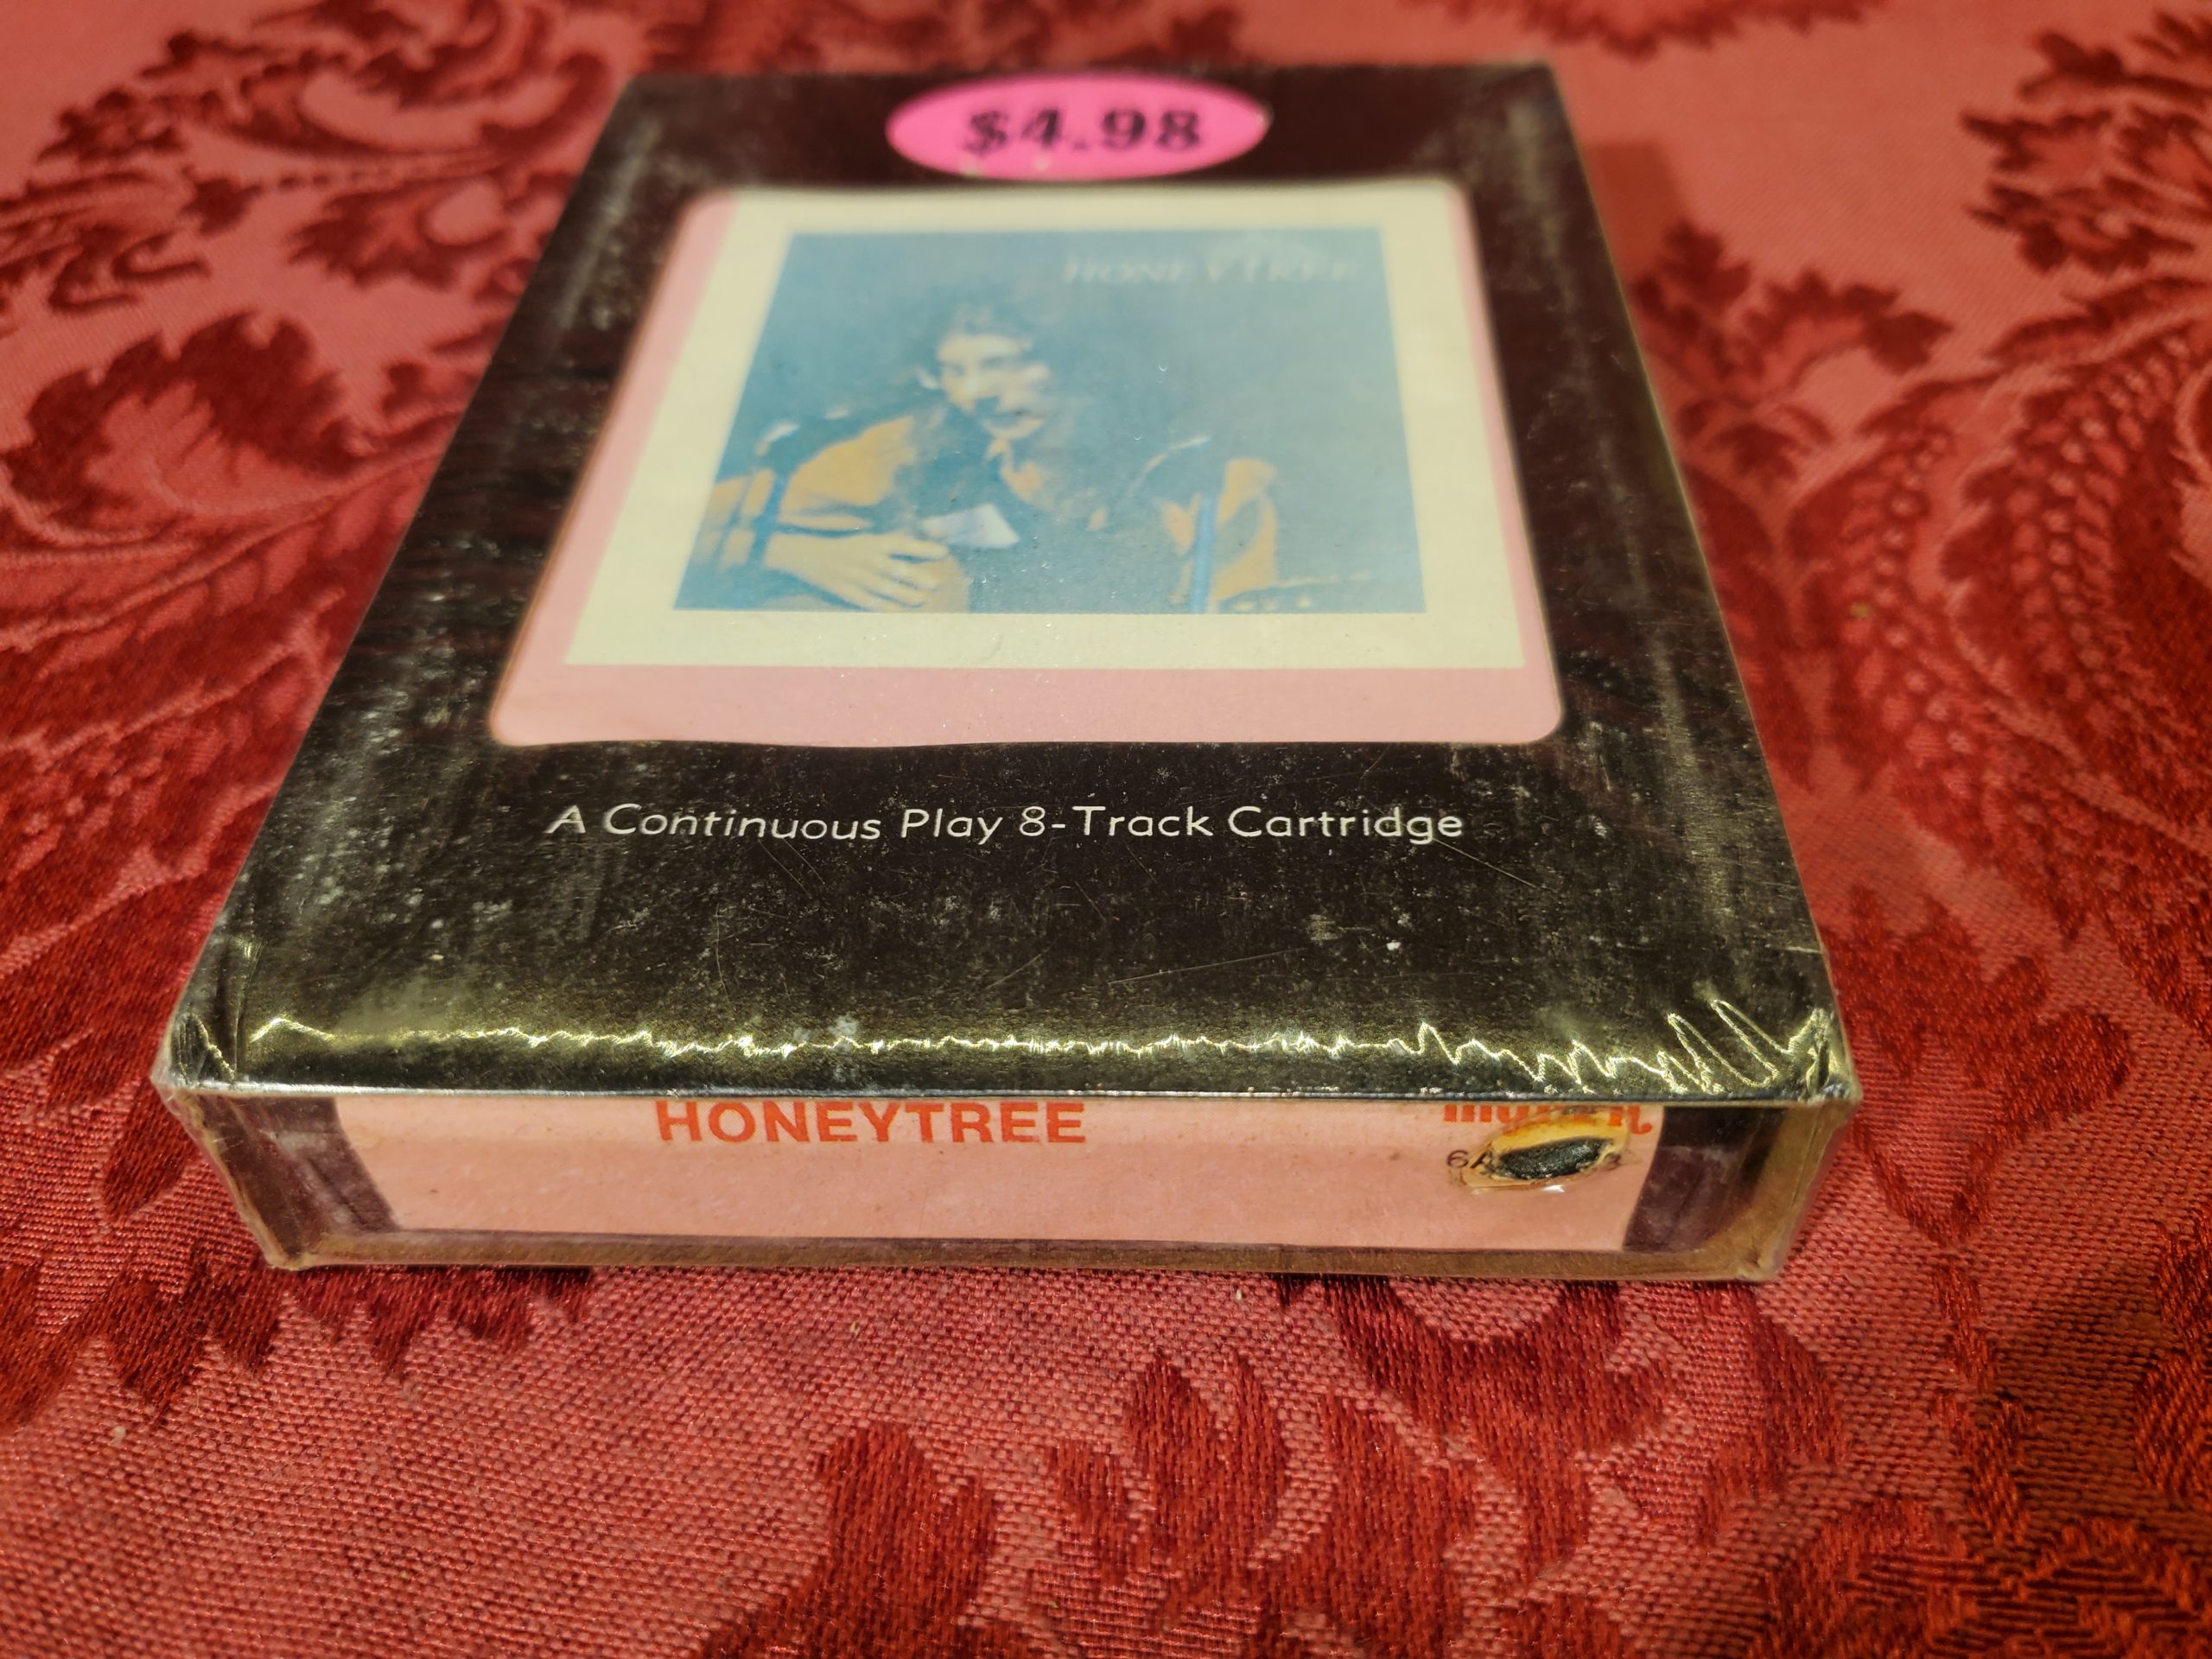 $4.98
HONEYTREE
A Continuous Play 8-Track Cartridge
HONEYTREE